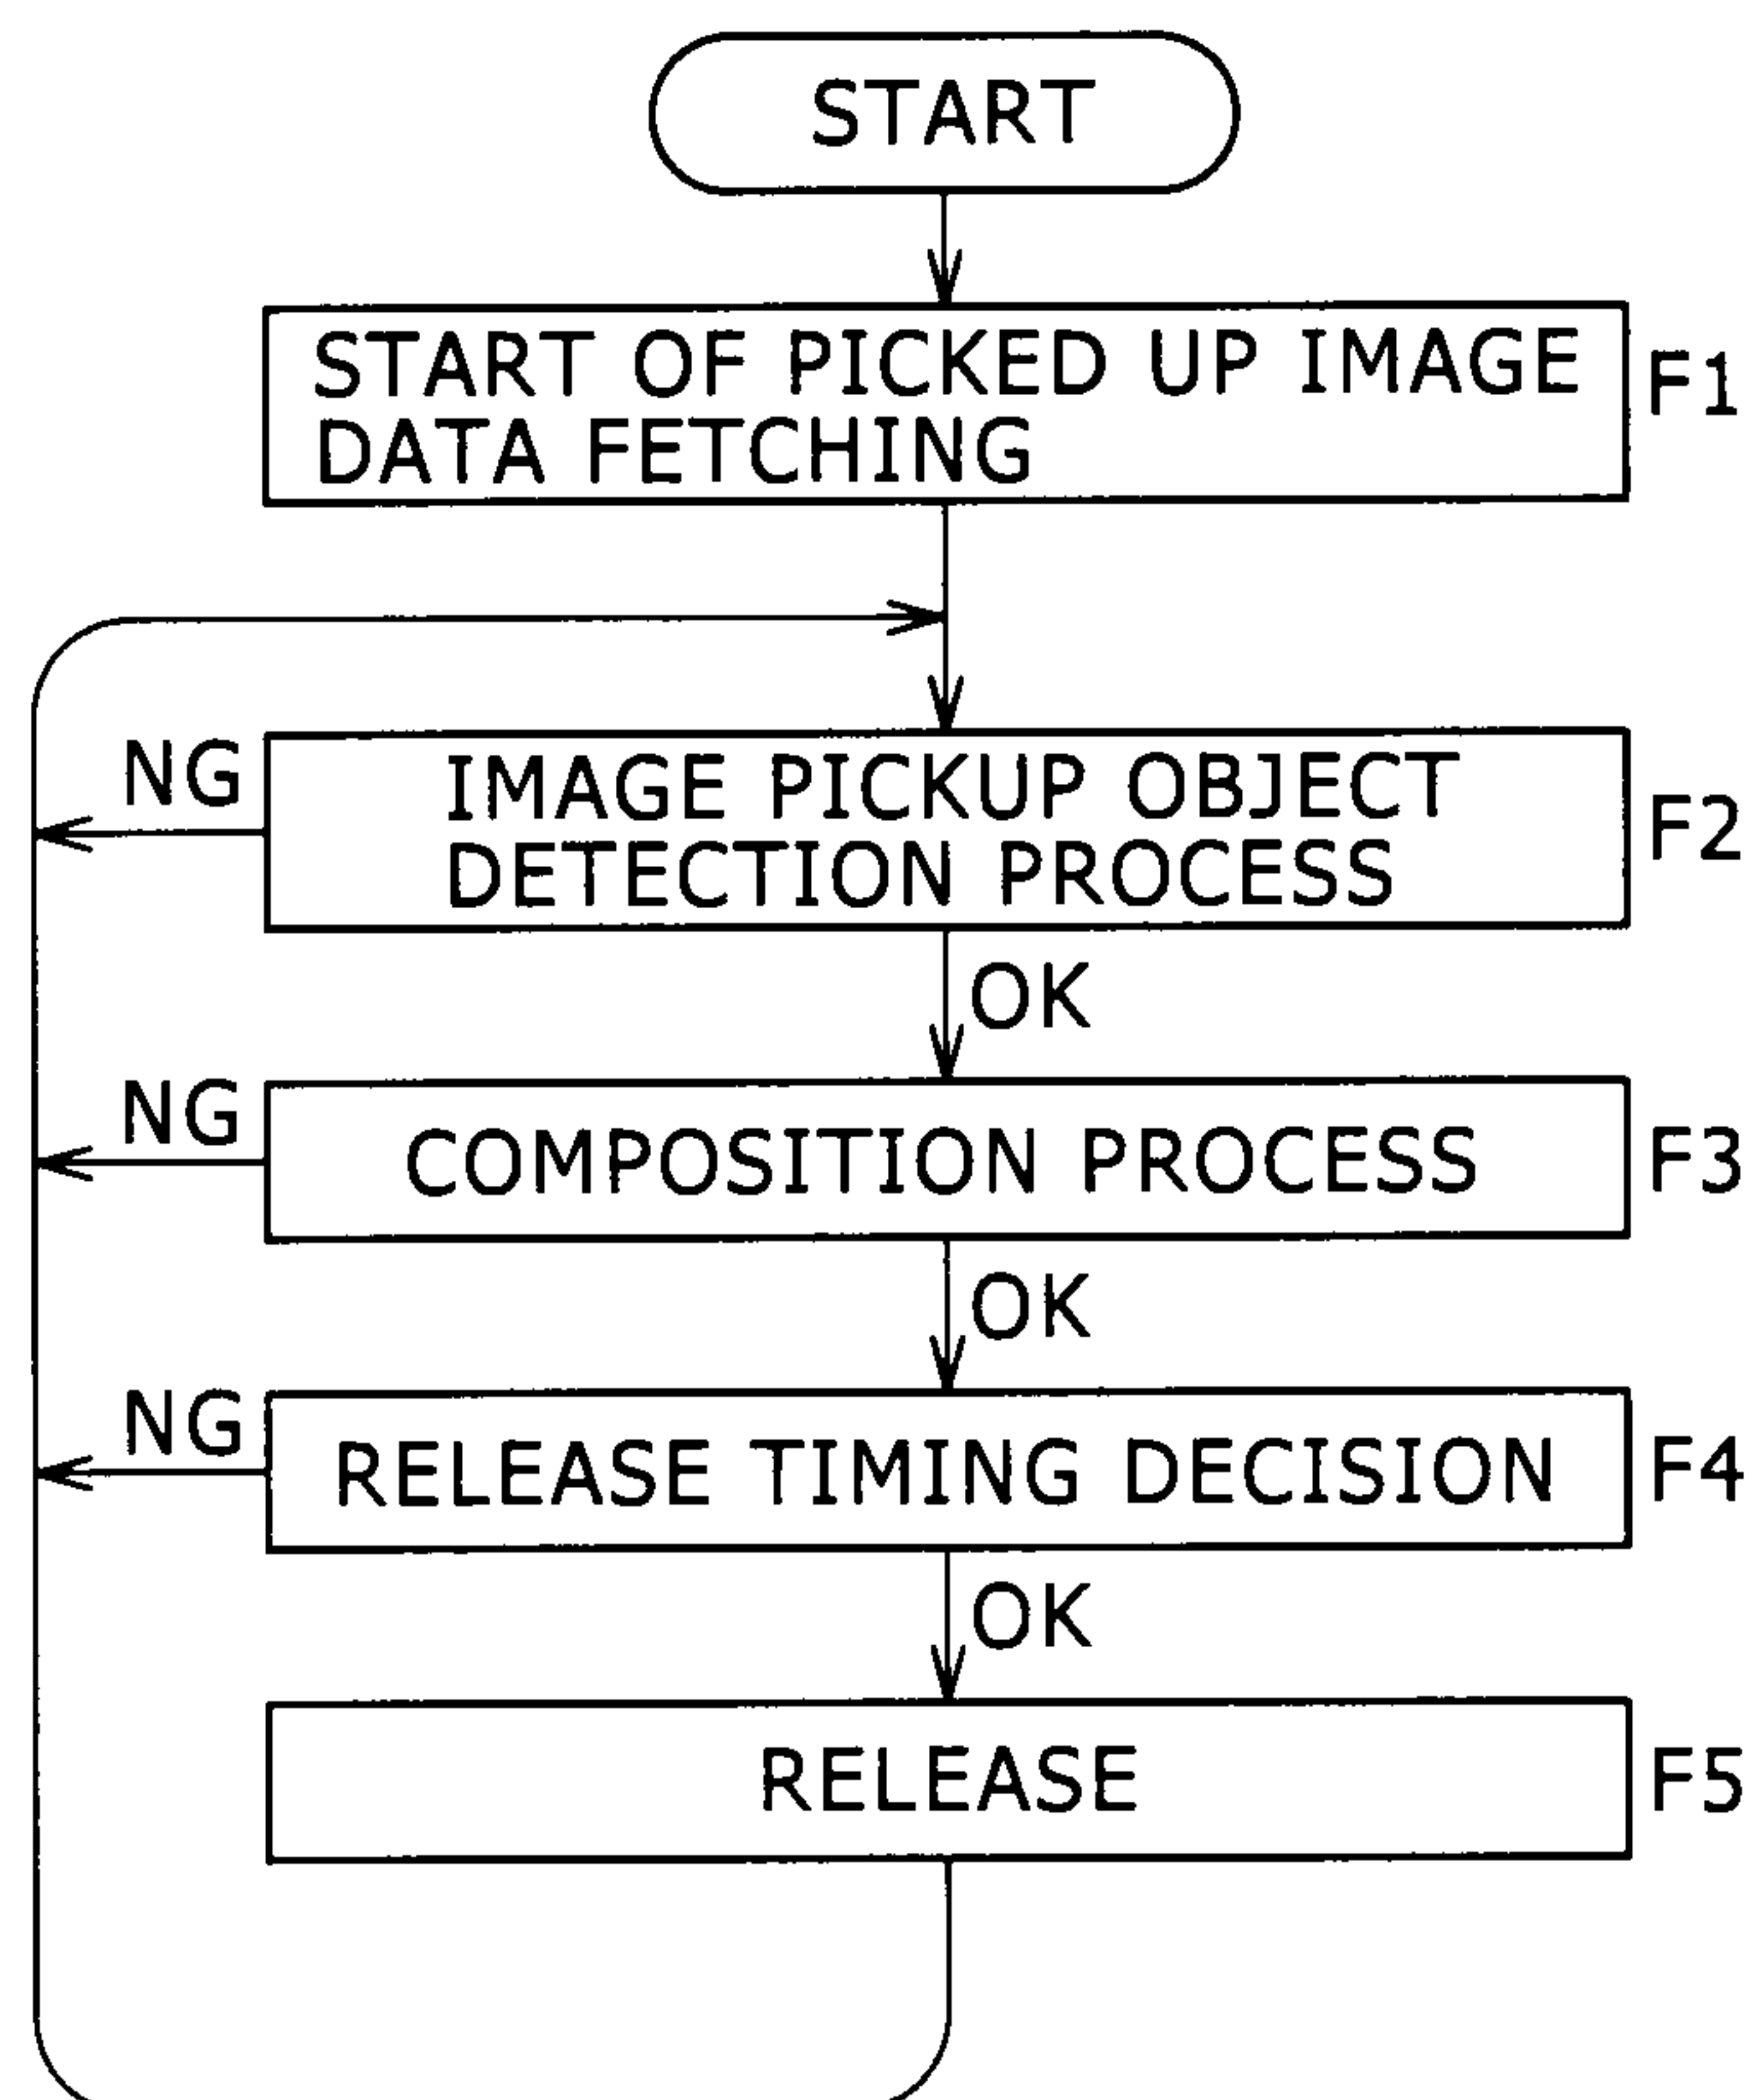 START
START OF PICKED UP IMAGE
DATA FETCHING
F1
NG
IMAGE PICKUP OBJECT
DETECTION PROCESS
F2
OK
NG
COMPOSITION PROCESS
F3
OK
NG
RELEASE TIMING DECISION
F4
OK
RELEASE
F5